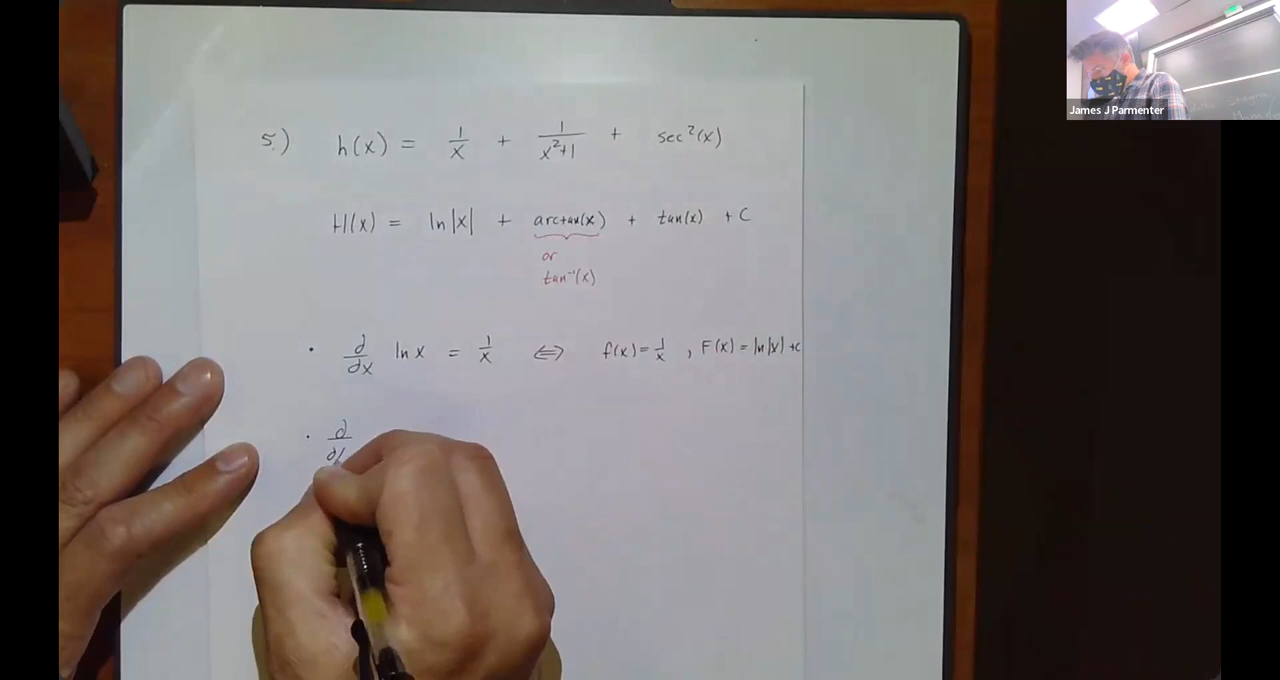 5.) h(x) = 1/x + 1/(x²+1) + sec²(x)
H(x) = ln|x| + arctan(x) + tan(x) + C
or
tan⁻¹(x)
· d/dx ln x = 1/x ⇔ f(x) = 1/x , F(x) = ln|x| + C
· d/d
James J Parmenter